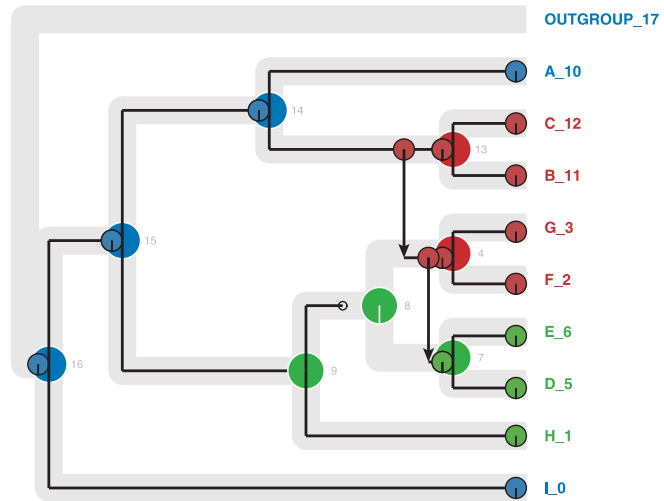 OUTGROUP_17
A_10
14
C_12
13
B_11
G_3
15
4
F_2
8
E_6
7
16
9
D_5
H_1
I_0